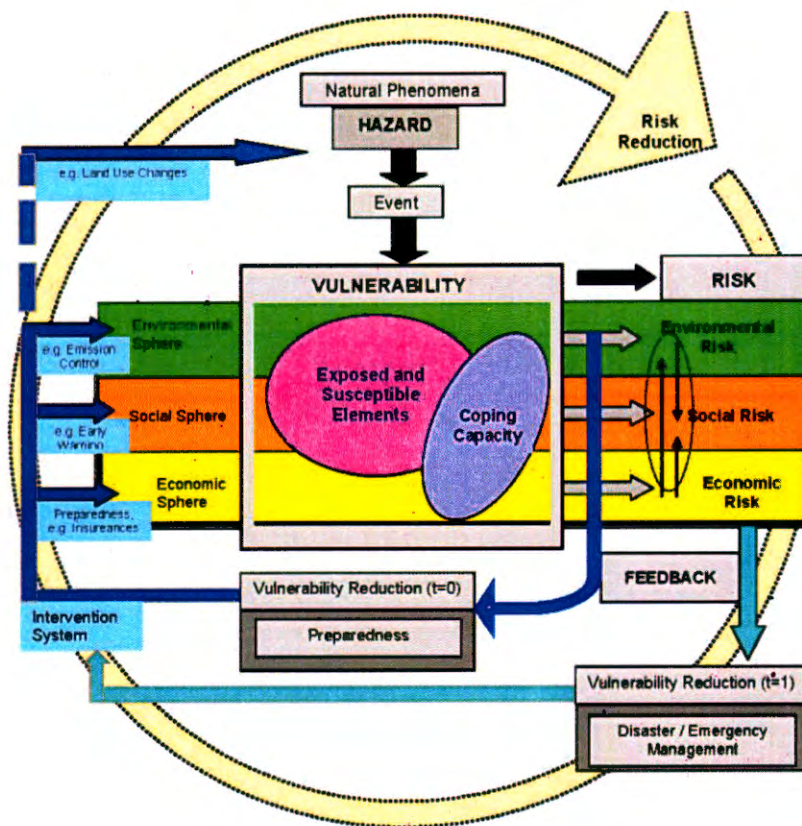 Natural Phenomena
HAZARD
Risk
Reduction
e.g. Land Use Changes
Event
VULNERABILITY
RISK
Environmental
Sphere
Environmental
Risk
e.g. Emission
Control
Exposed and
Susceptible
Elements
Coping
Capacity
Social Sphere
Social Risk
e.g. Early
Warning
Economic
Sphere
Economic
Risk
Preparedness,
e.g. Insureances
FEEDBACK
Vulnerability Reduction (t=0)
Preparedness
Intervention
System
Vulnerability Reduction (t=1)
Disaster / Emergency
Management